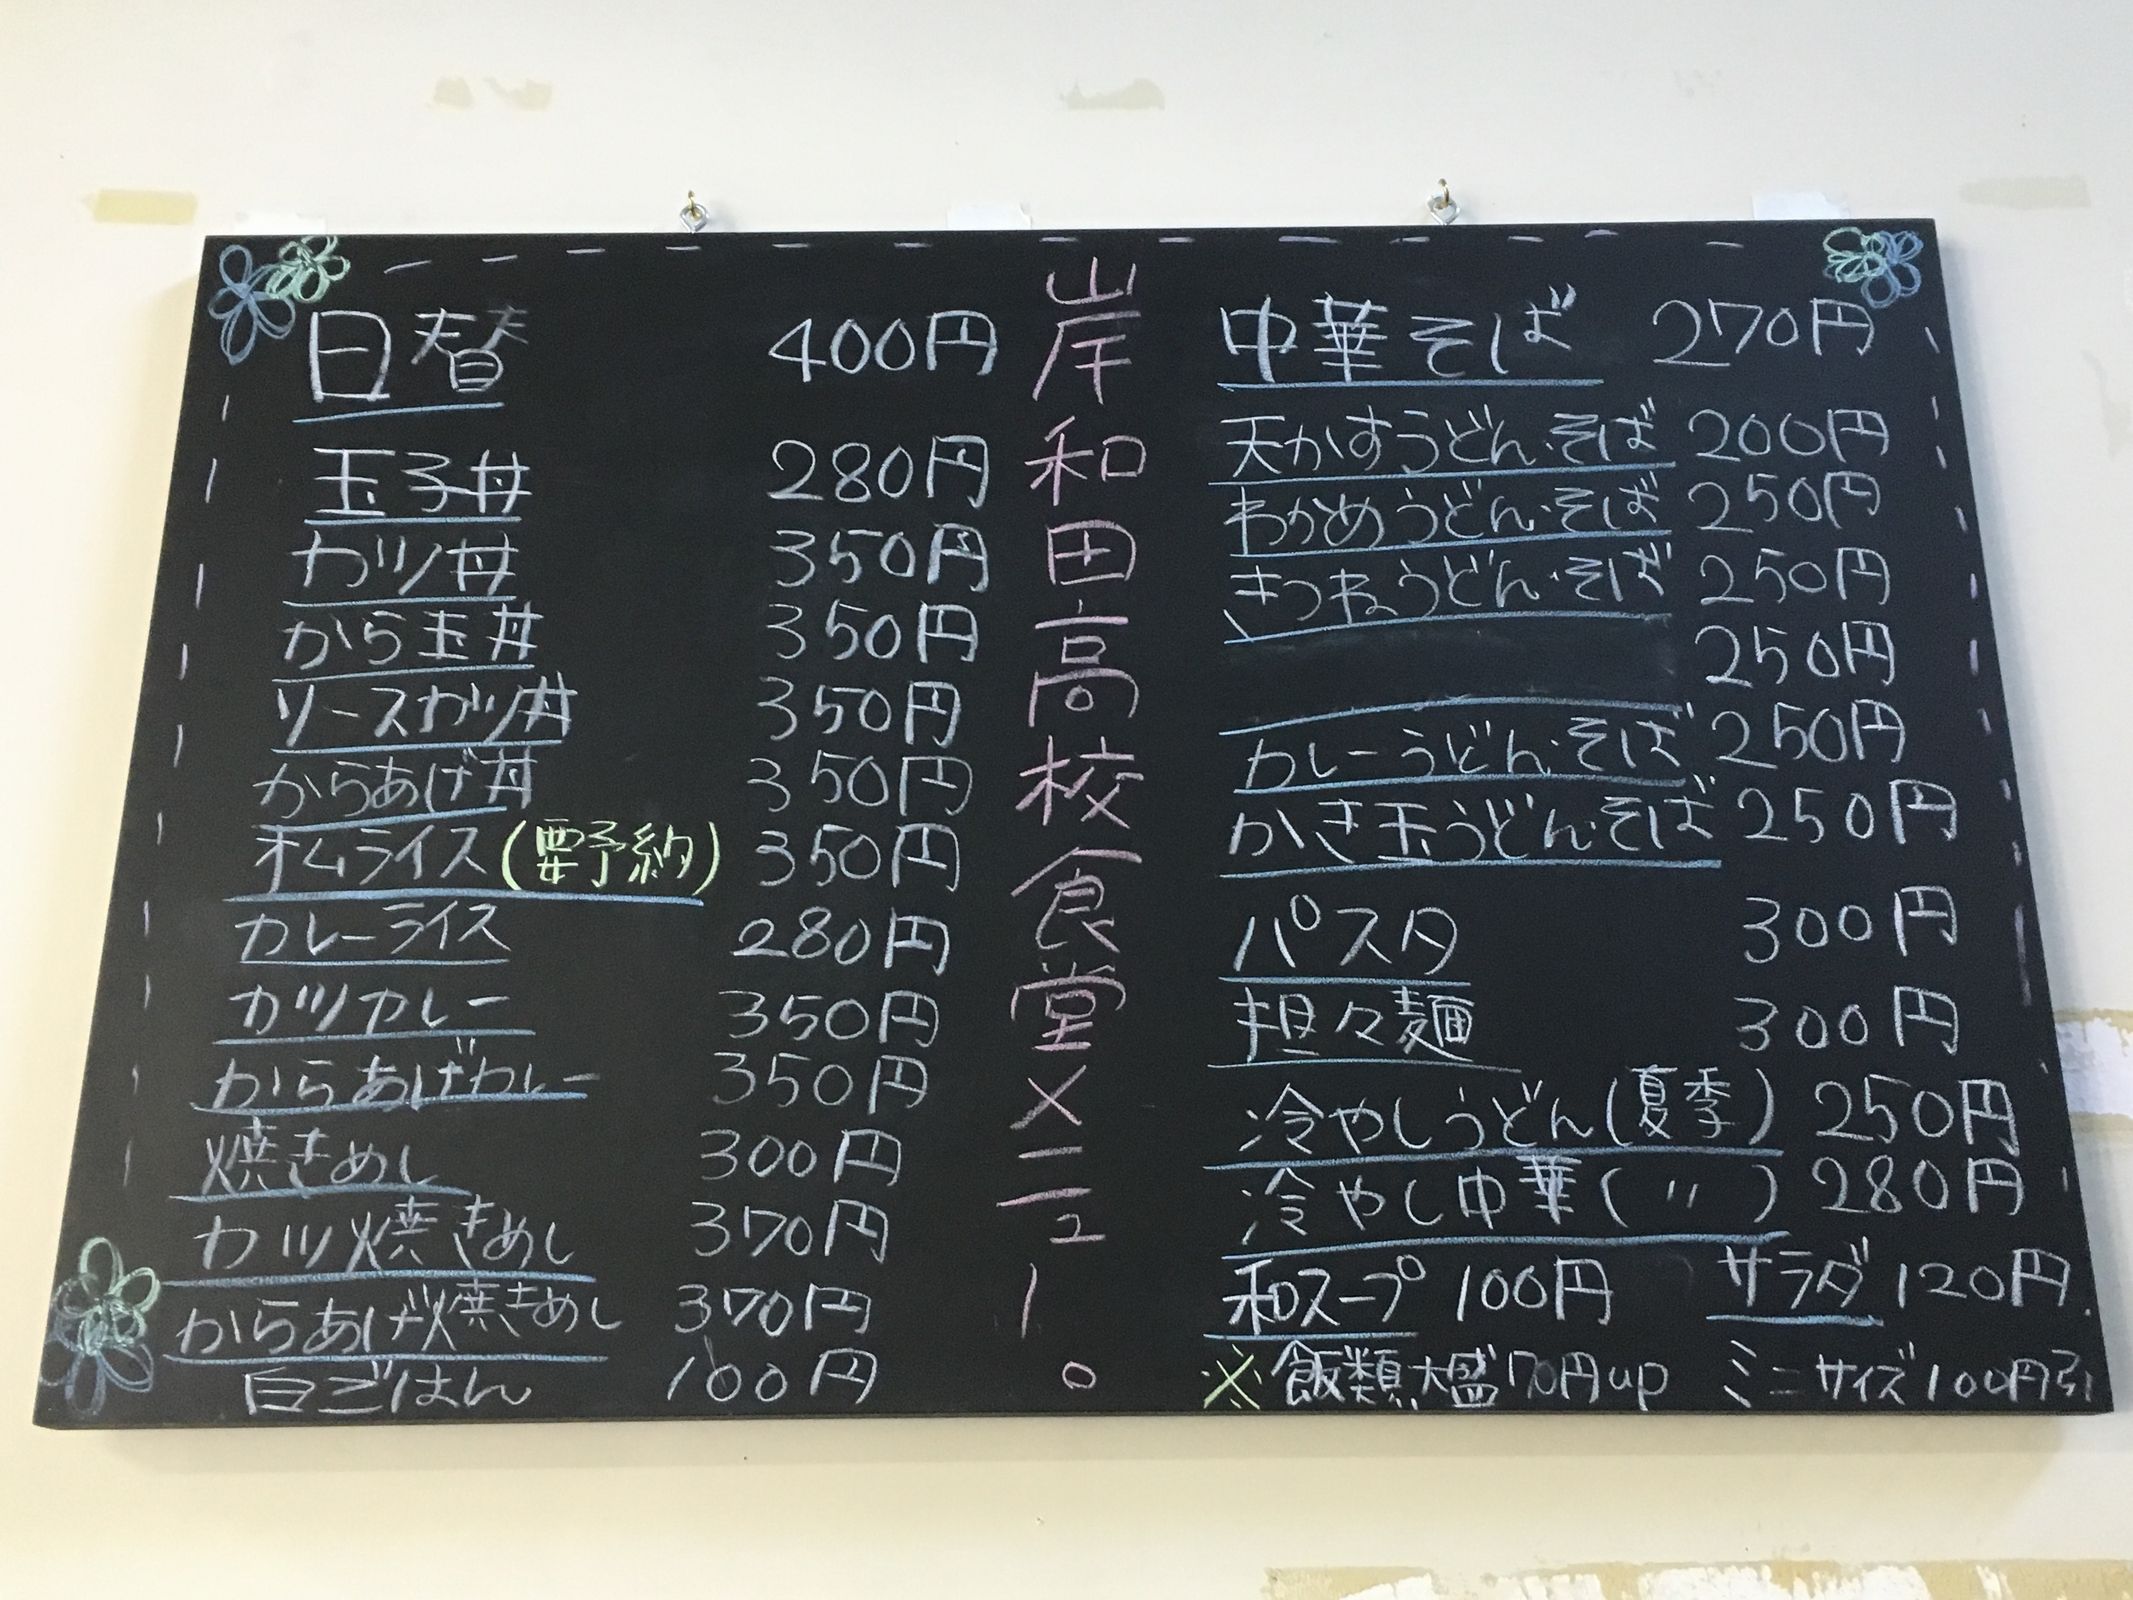 岸和田高校食堂メニュー。
日替 400円
玉子丼 280円
カツ丼 350円
から玉丼 350円
ソースカツ丼 350円
からあげ丼 350円
オムライス(要予約) 350円
カレーライス 280円
カツカレー 350円
からあげカレー 350円
焼きめし 300円
カツ焼きめし 370円
からあげ焼きめし 370円
白ごはん 100円
中華そば 270円
天かすうどん・そば 200円
わかめうどん・そば 250円
きつねうどん・そば 250円
250円
カレーうどん・そば 250円
かき玉うどん・そば 250円
パスタ 300円
担々麺 300円
冷やしうどん(夏季) 250円
冷やし中華(〃) 280円
和スープ 100円 サラダ 120円.
※飯類大盛70円up ミニサイズ100円引